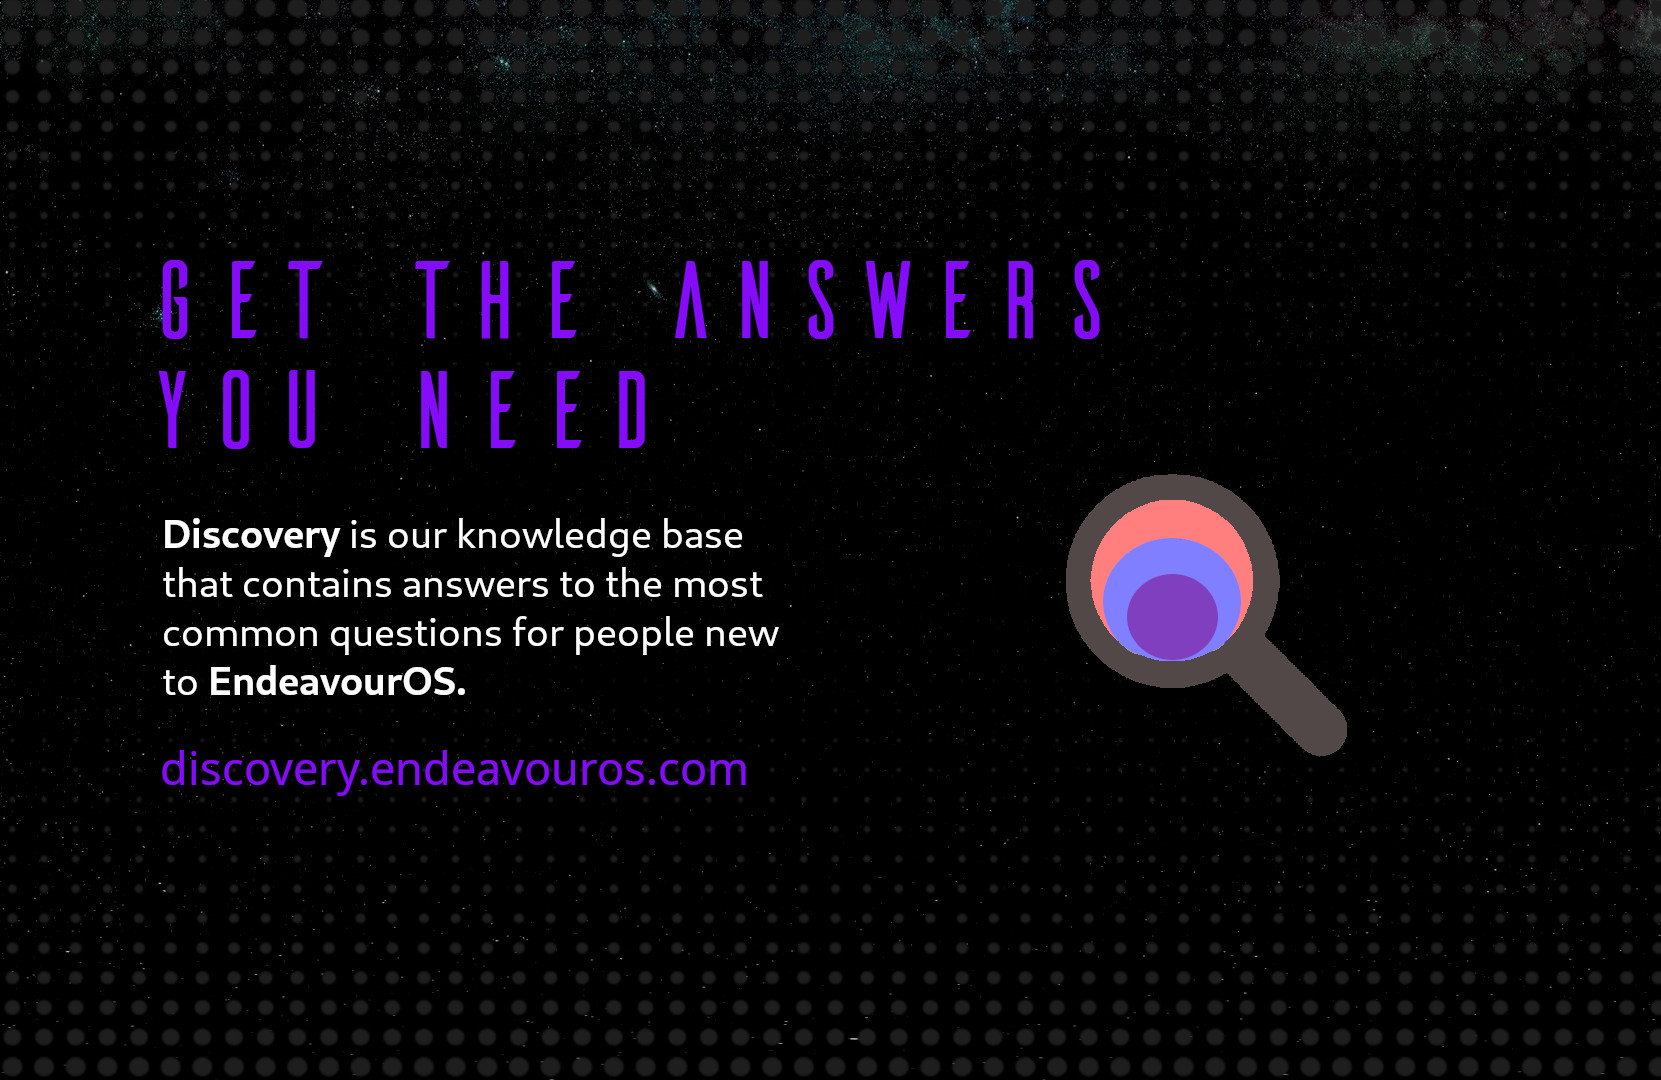 GET THE ANSWERS
YOU NEED
Discovery is our knowledge base
that contains answers to the most
common questions for people new
to EndeavourOS.
discovery.endeavouros.com